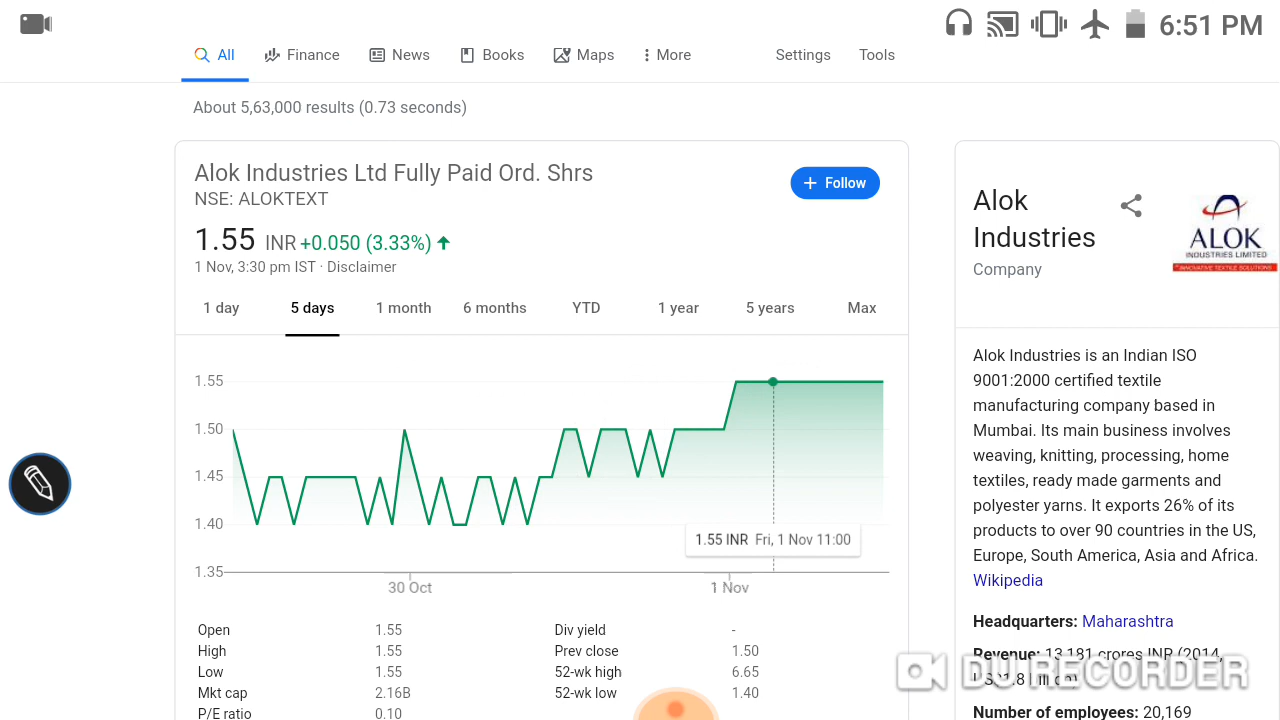 6:51 PM
All Finance News Books Maps More Settings Tools
About 5,63,000 results (0.73 seconds)
Alok Industries Ltd Fully Paid Ord. Shrs
NSE: ALOKTEXT
+ Follow
1.55 INR +0.050 (3.33%)
1 Nov, 3:30 pm IST · Disclaimer
1 day 5 days 1 month 6 months YTD 1 year 5 years Max
1.55
1.50
1.45
1.40
1.35
1.55 INR Fri, 1 Nov 11:00
30 Oct 1 Nov
Open 1.55 Div yield -
High 1.55 Prev close 1.50
Low 1.55 52-wk high 6.65
Mkt cap 2.16B 52-wk low 1.40
P/E ratio 0.10
Alok
Industries
Company
ALOK
INDUSTRIES LIMITED
INNOVATIVE TEXTILE SOLUTIONS
Alok Industries is an Indian ISO
9001:2000 certified textile
manufacturing company based in
Mumbai. Its main business involves
weaving, knitting, processing, home
textiles, ready made garments and
polyester yarns. It exports 26% of its
products to over 90 countries in the US,
Europe, South America, Asia and Africa.
Wikipedia
Headquarters: Maharashtra
Revenue: 13,181 crores INR (2014,
DU RECORDER
Number of employees: 20,169